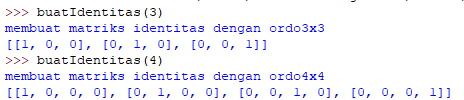 >>> buatIdentitas(3)
membuat matriks identitas dengan ordo3x3
[[1, 0, 0], [0, 1, 0], [0, 0, 1]]
>>> buatIdentitas(4)
membuat matriks identitas dengan ordo4x4
[[1, 0, 0, 0], [0, 1, 0, 0], [0, 0, 1, 0], [0, 0, 0, 1]]